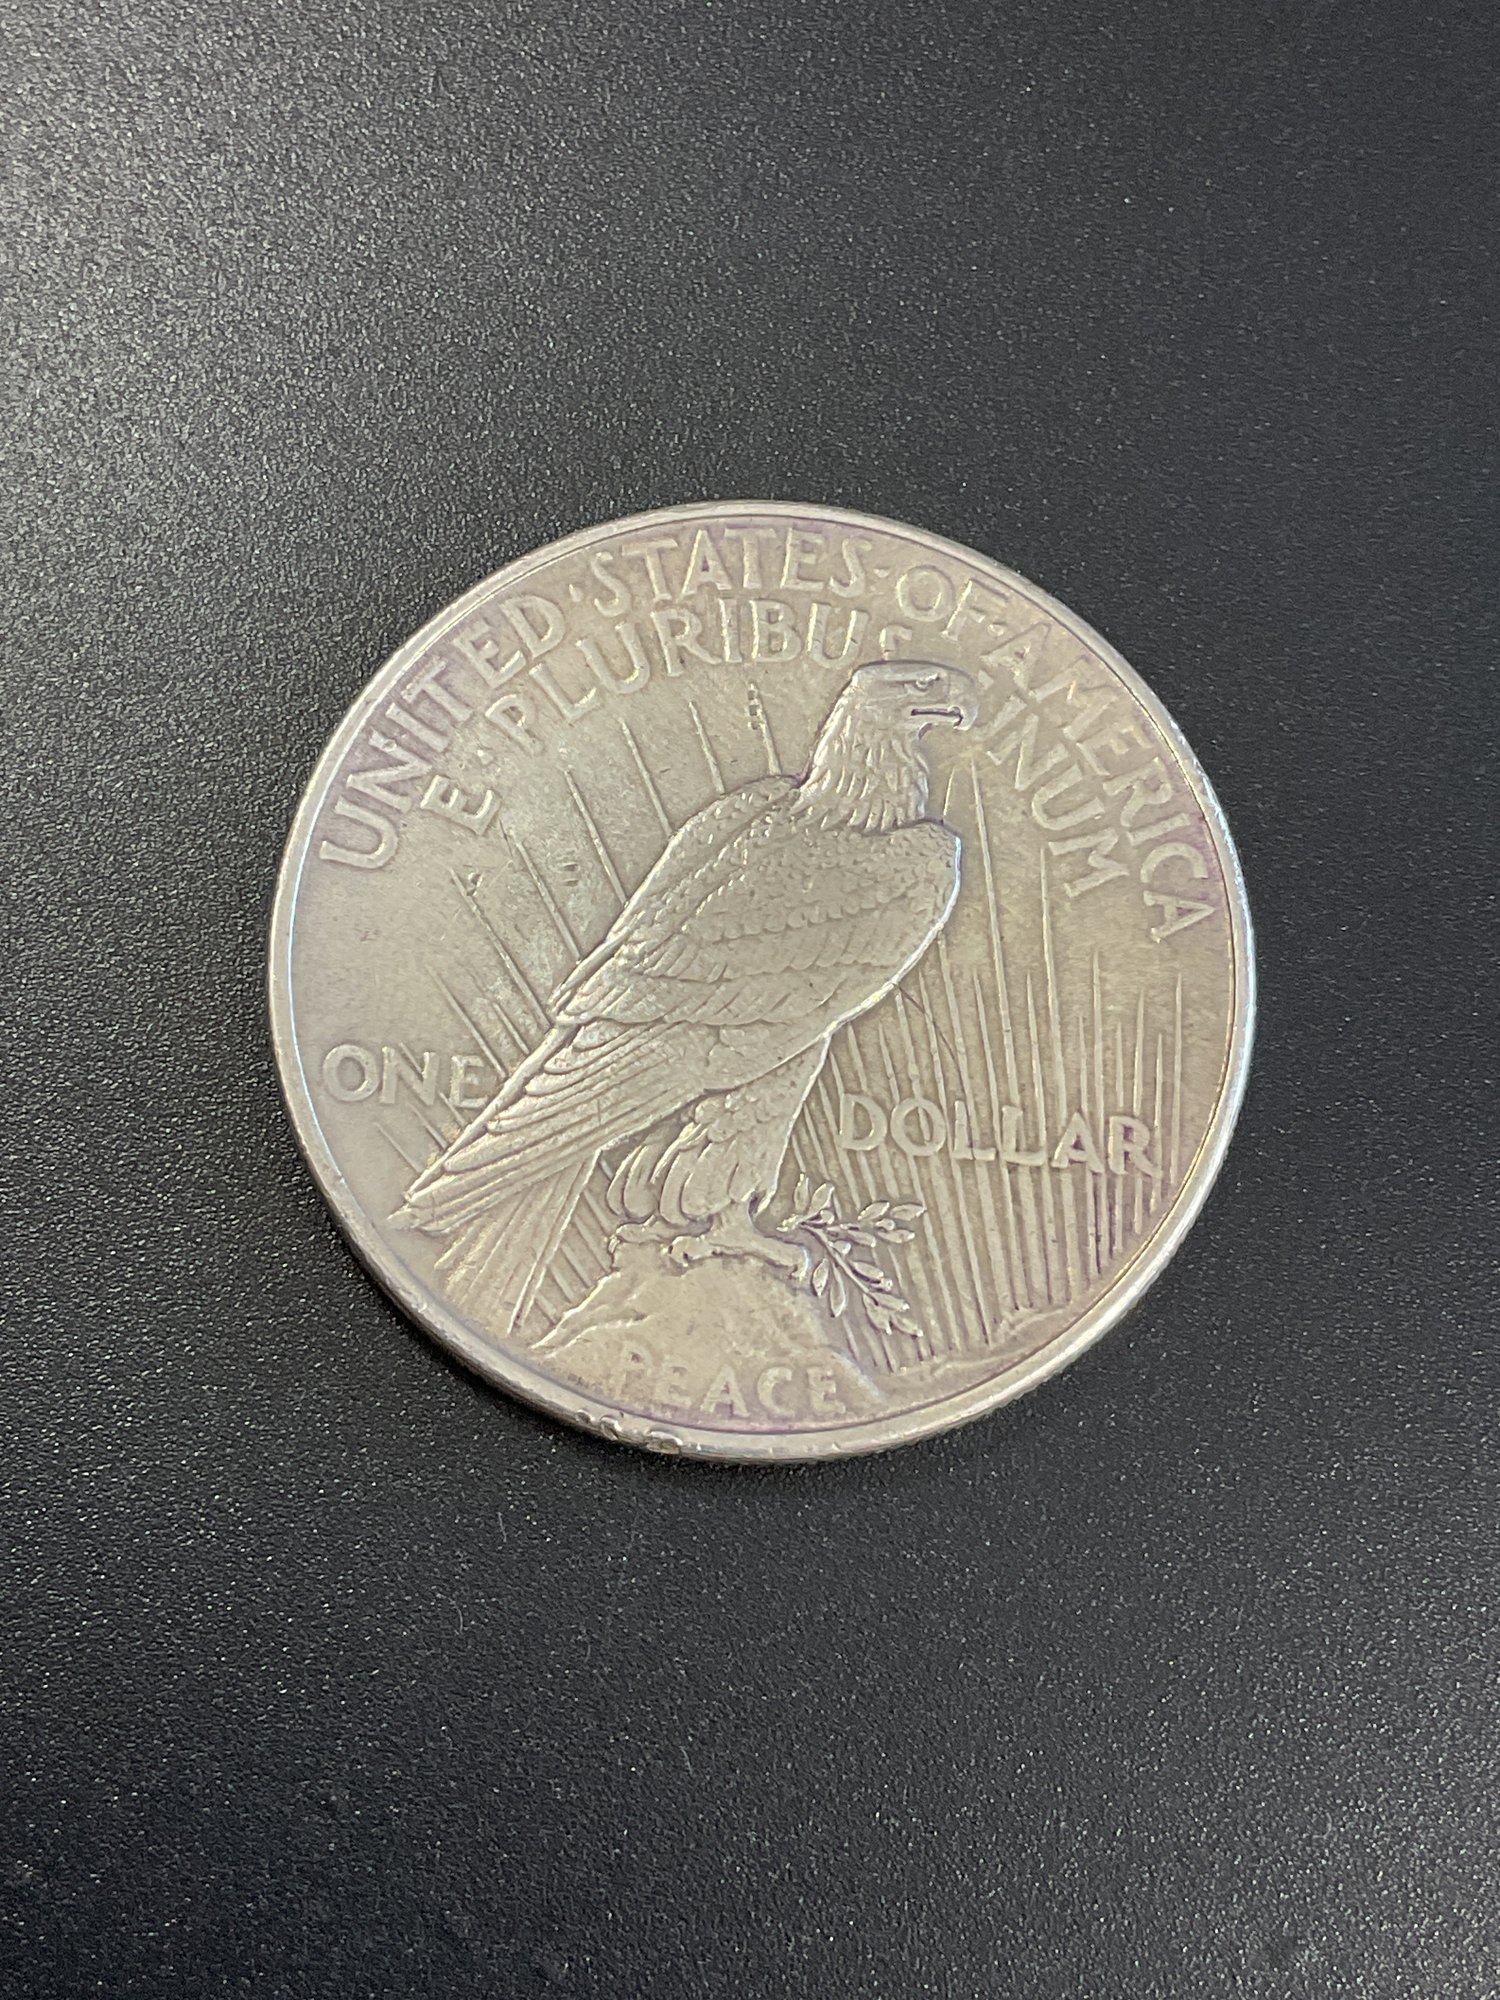 UNITED·STATES·OF·AMERICA
E·PLURIBUS UNUM
ONE DOLLAR
PEACE